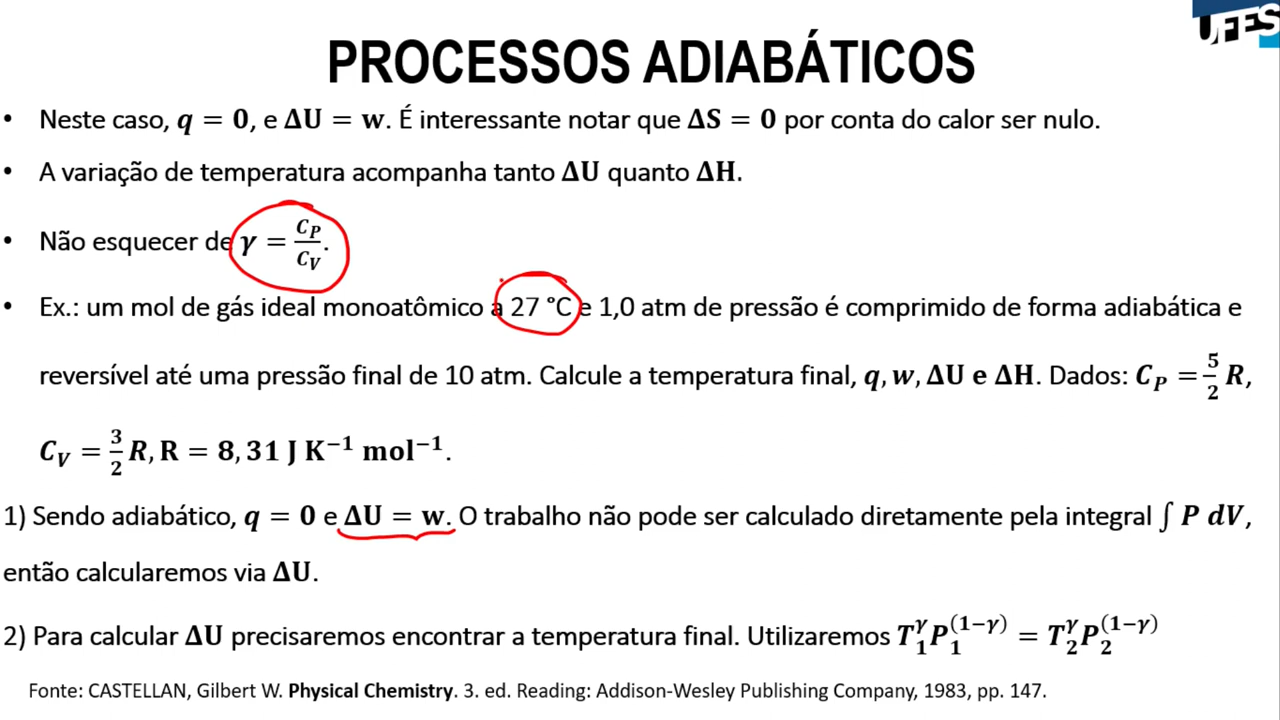 UFES
PROCESSOS ADIABÁTICOS
• Neste caso, q = 0, e ΔU = w. É interessante notar que ΔS = 0 por conta do calor ser nulo.
• A variação de temperatura acompanha tanto ΔU quanto ΔH.
• Não esquecer de γ = C_P/C_V.
• Ex.: um mol de gás ideal monoatômico a 27 °C e 1,0 atm de pressão é comprimido de forma adiabática e
reversível até uma pressão final de 10 atm. Calcule a temperatura final, q, w, ΔU e ΔH. Dados: C_P = 5/2 R,
C_V = 3/2 R, R = 8,31 J K⁻¹ mol⁻¹.
1) Sendo adiabático, q = 0 e ΔU = w. O trabalho não pode ser calculado diretamente pela integral ∫ P dV,
então calcularemos via ΔU.
2) Para calcular ΔU precisaremos encontrar a temperatura final. Utilizaremos T_1^γ P_1^(1−γ) = T_2^γ P_2^(1−γ)
Fonte: CASTELLAN, Gilbert W. Physical Chemistry. 3. ed. Reading: Addison-Wesley Publishing Company, 1983, pp. 147.